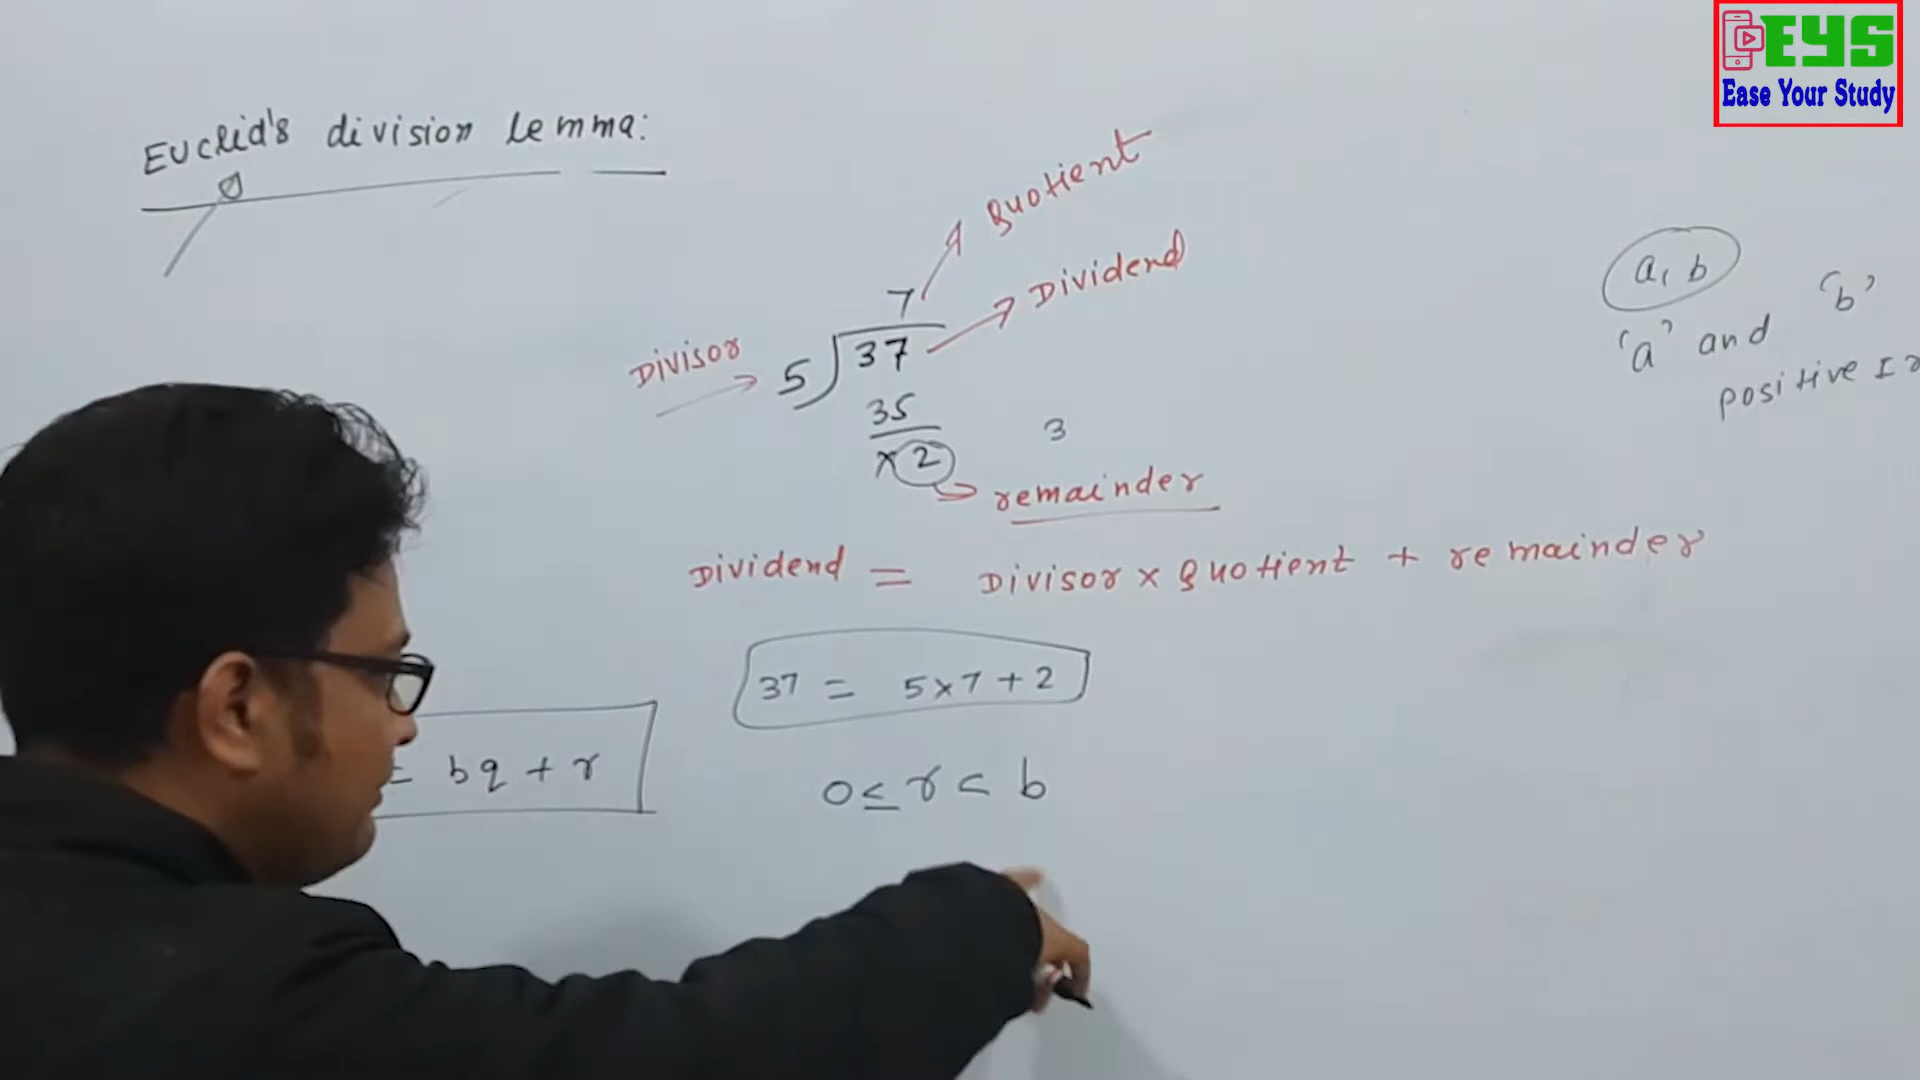 EYS
Ease Your Study
Euclid's division lemma:
Quotient
Dividend
7
Divisor
5 37
35
×2
3
remainder
Dividend = Divisor × Quotient + remainder
37 = 5×7+2
= bq + r
0≤ r < b
a, b
'a' and 'b'
positive